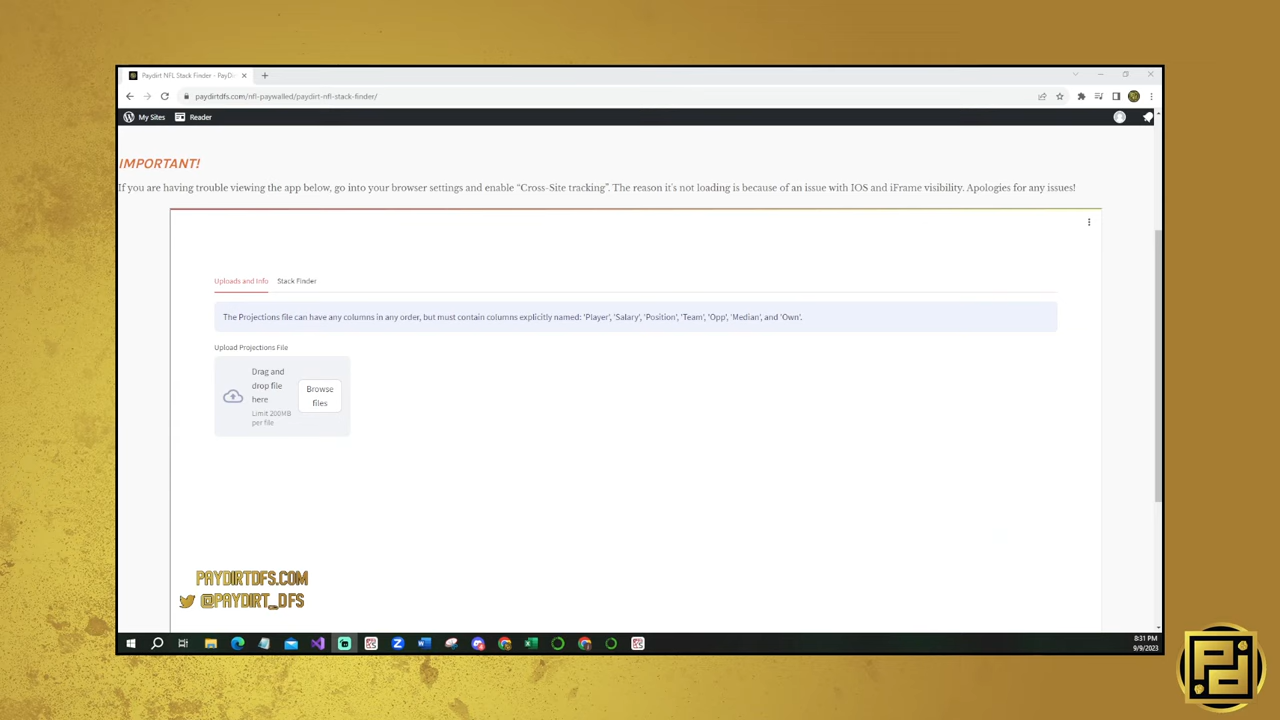 Paydirt NFL Stack Finder - PayDi
paydirtdfs.com/nfl-paywalled/paydirt-nfl-stack-finder/
My Sites
Reader
IMPORTANT!
If you are having trouble viewing the app below, go into your browser settings and enable “Cross-Site tracking”. The reason it's not loading is because of an issue with IOS and iFrame visibility. Apologies for any issues!
Uploads and Info
Stack Finder
The Projections file can have any columns in any order, but must contain columns explicitly named: 'Player', 'Salary', 'Position', 'Team', 'Opp', 'Median', and 'Own'.
Upload Projections File
Drag and
drop file
here
Limit 200MB
per file
Browse
files
PAYDIRTDFS.COM
@PAYDIRT_DFS
8:31 PM
9/9/2023